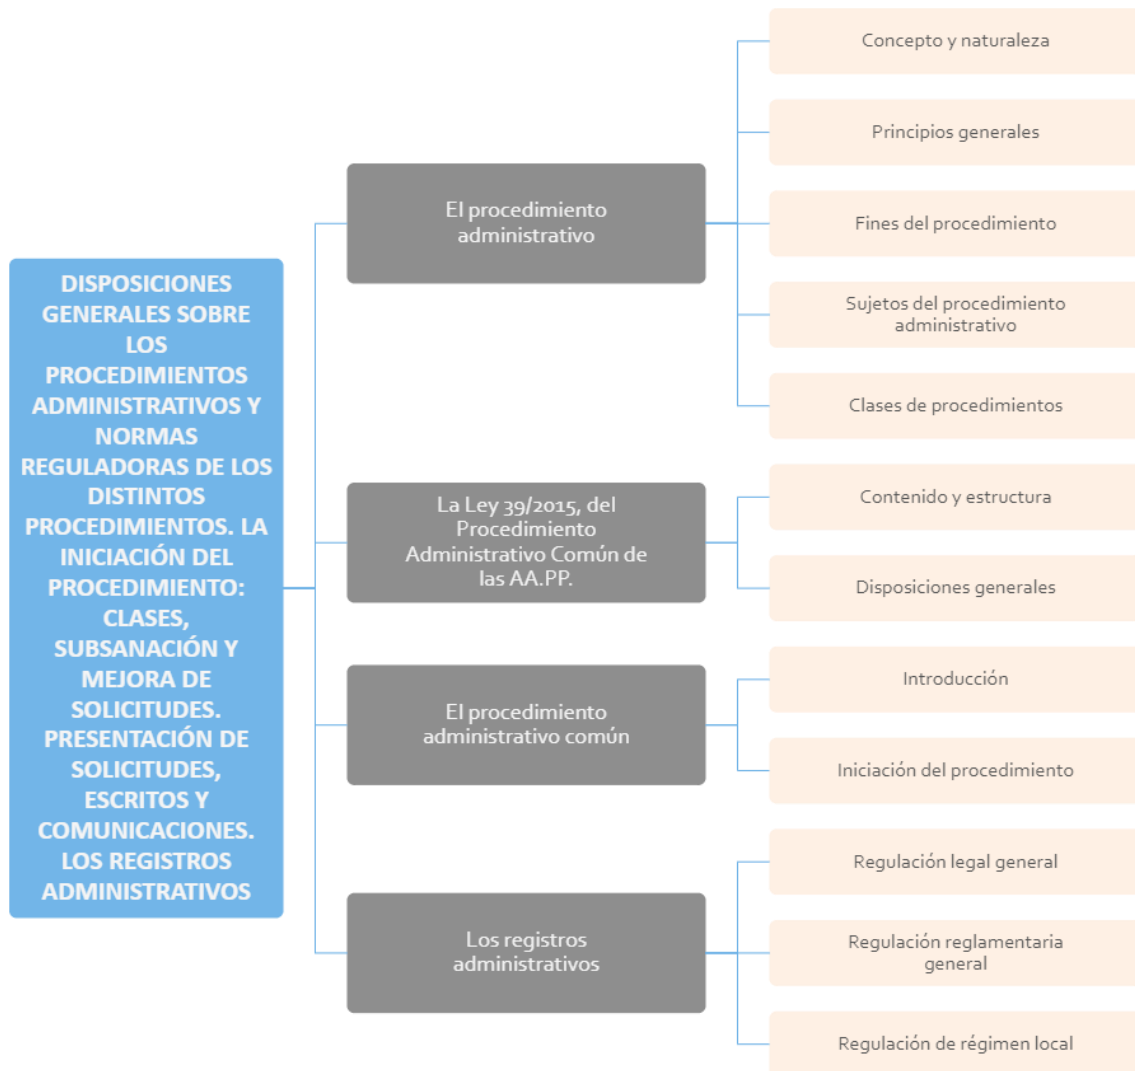 DISPOSICIONES
GENERALES SOBRE
LOS
PROCEDIMIENTOS
ADMINISTRATIVOS Y
NORMAS
REGULADORAS DE LOS
DISTINTOS
PROCEDIMIENTOS. LA
INICIACIÓN DEL
PROCEDIMIENTO:
CLASES,
SUBSANACIÓN Y
MEJORA DE
SOLICITUDES.
PRESENTACIÓN DE
SOLICITUDES,
ESCRITOS Y
COMUNICACIONES.
LOS REGISTROS
ADMINISTRATIVOS
El procedimiento
administrativo
Concepto y naturaleza
Principios generales
Fines del procedimiento
Sujetos del procedimiento
administrativo
Clases de procedimientos
La Ley 39/2015, del
Procedimiento
Administrativo Común de
las AA.PP.
Contenido y estructura
Disposiciones generales
El procedimiento
administrativo común
Introducción
Iniciación del procedimiento
Los registros
administrativos
Regulación legal general
Regulación reglamentaria
general
Regulación de régimen local